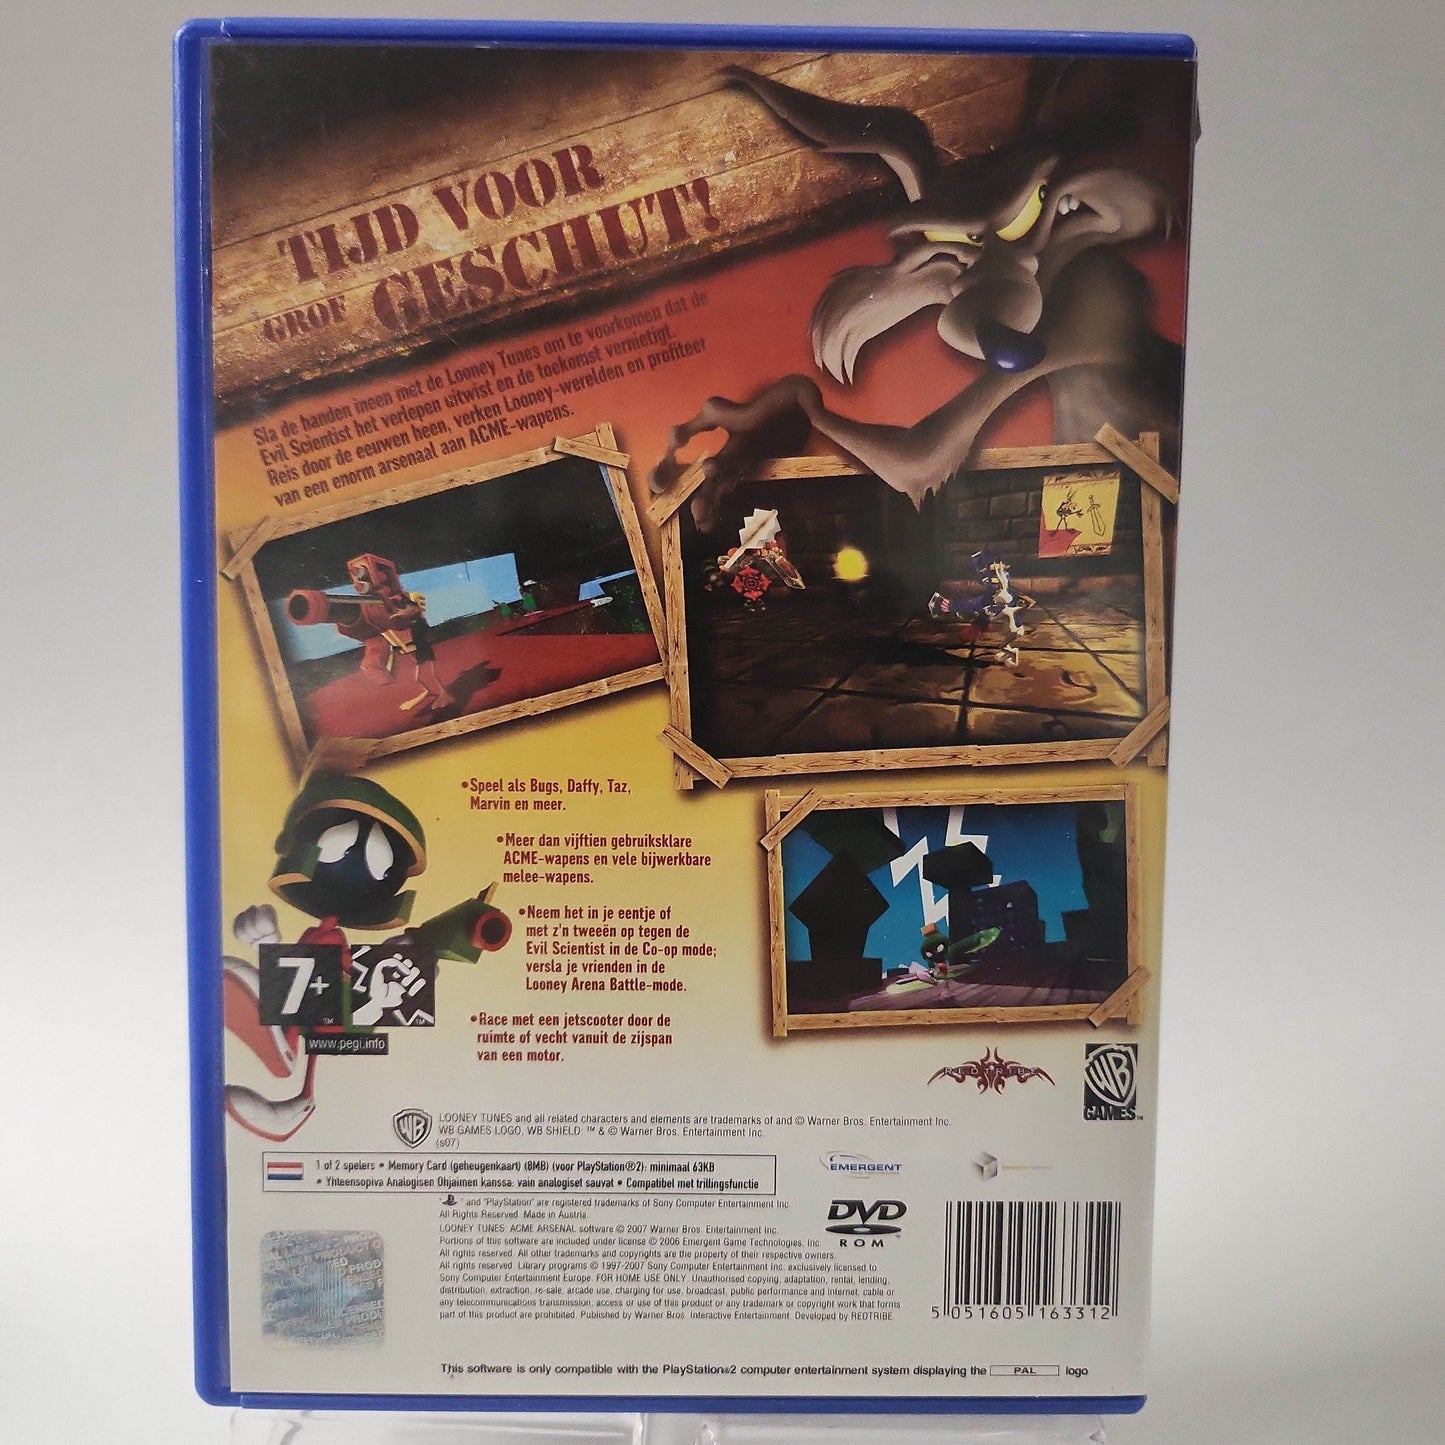 TIJD VOOR
GROF GESCHUT!
Sla de handen ineen met de Looney Tunes om te voorkomen dat de
Evil Scientist het verlepen uitwist en de toekomst vernietigt.
Reis door de eeuwen heen, verken Looney-werelden en profiteer
van een enorm arsenaal aan ACME-wapens.
•Speel als Bugs, Daffy, Taz,
Marvin en meer.
•Meer dan vijftien gebruiksklare
ACME-wapens en vele bijwerkbare
melee-wapens.
•Neem het in je eentje of
met z'n tweeën op tegen de
Evil Scientist in de Co-op mode;
versla je vrienden in de
Looney Arena Battle-mode.
•Race met een jetscooter door de
ruimte of vecht vanuit de zijspan
van een motor.
7+
www.pegi.info
REDTRIBE
WB
GAMES
WB
LOONEY TUNES and all related characters and elements are trademarks of and © Warner Bros. Entertainment Inc.
WB GAMES LOGO, WB SHIELD: ™ & © Warner Bros. Entertainment Inc.
(s07)
1 of 2 spelers • Memory Card (geheugenkaart) (8MB) (voor PlayStation®2): minimaal 63KB
• Yhteensopiva Analogisen Ohjaimen kanssa: vain analogiset sauvat • Compatibel met trillingsfunctie
EMERGENT
" and "PlayStation" are registered trademarks of Sony Computer Entertainment Inc.
All Rights Reserved. Made in Austria.
LOONEY TUNES: ACME ARSENAL software © 2007 Warner Bros. Entertainment Inc.
Portions of this software are included under license © 2006 Emergent Game Technologies, Inc.
All rights reserved. All other trademarks and copyrights are the property of their respective owners.
All rights reserved. Library programs © 1997-2007 Sony Computer Entertainment Inc. exclusively licensed to
Sony Computer Entertainment Europe. FOR HOME USE ONLY. Unauthorised copying, adaptation, rental, lending,
distribution, extraction, re-sale, arcade use, charging for use, broadcast, public performance and internet, cable or
any telecommunications transmission, access or use of this product or any trademark or copyright work that forms
part of this product are prohibited. Published by Warner Bros. Interactive Entertainment. Developed by REDTRIBE
DVD
ROM
5 051605 163312
This software is only compatible with the PlayStation®2 computer entertainment system displaying the PAL logo